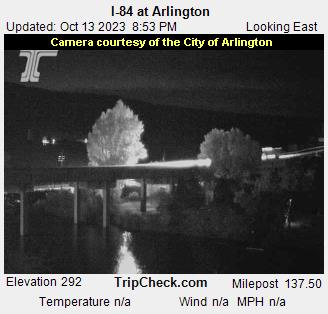 I-84 at Arlington
Updated: Oct 13 2023 8:53 PM Looking East
Camera courtesy of the City of Arlington
Elevation 292 TripCheck.com Milepost 137.50
Temperature n/a Wind n/a MPH n/a